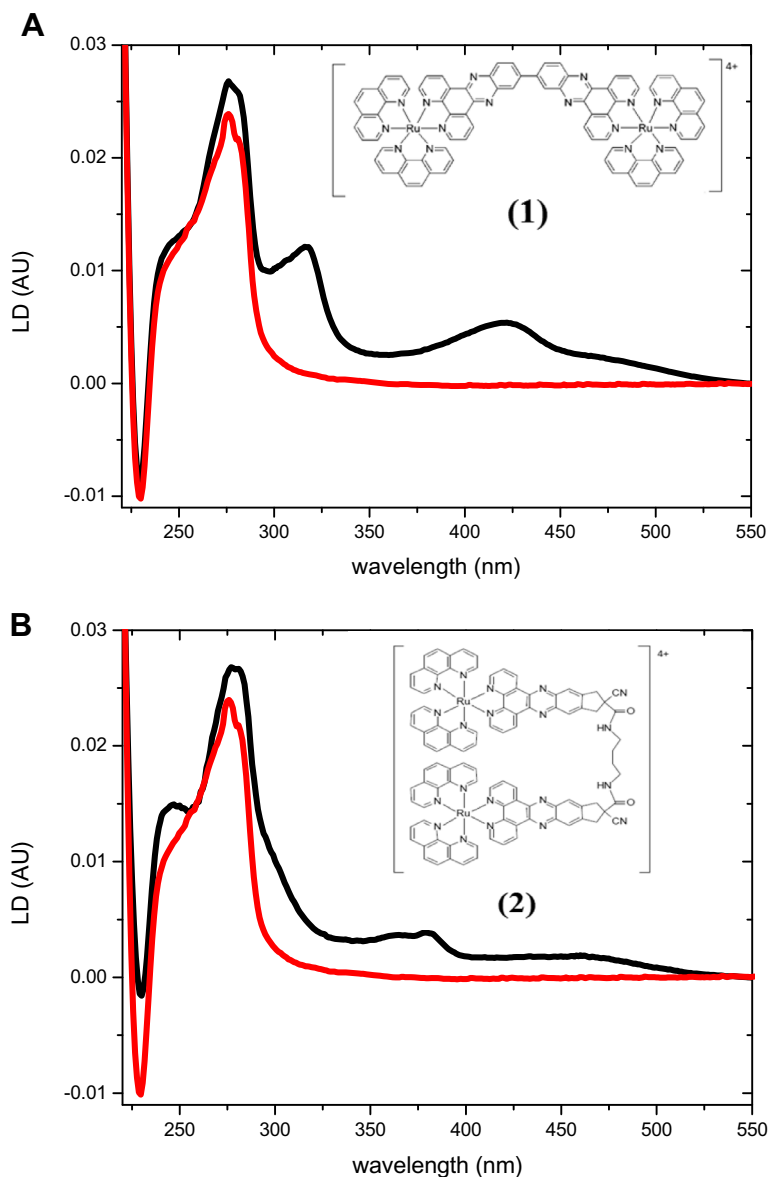 A
0.03
0.02
0.01
0.00
-0.01
LD (AU)
250 300 350 400 450 500 550
wavelength (nm)
4+
N N N N
N N N N
Ru Ru
N N N N
N N N N
(1)
B
0.03
0.02
0.01
0.00
-0.01
LD (AU)
250 300 350 400 450 500 550
wavelength (nm)
4+
N
N N N CN
Ru
N N N O
N HN
N HN
N N N O
Ru
N N N CN
N
(2)